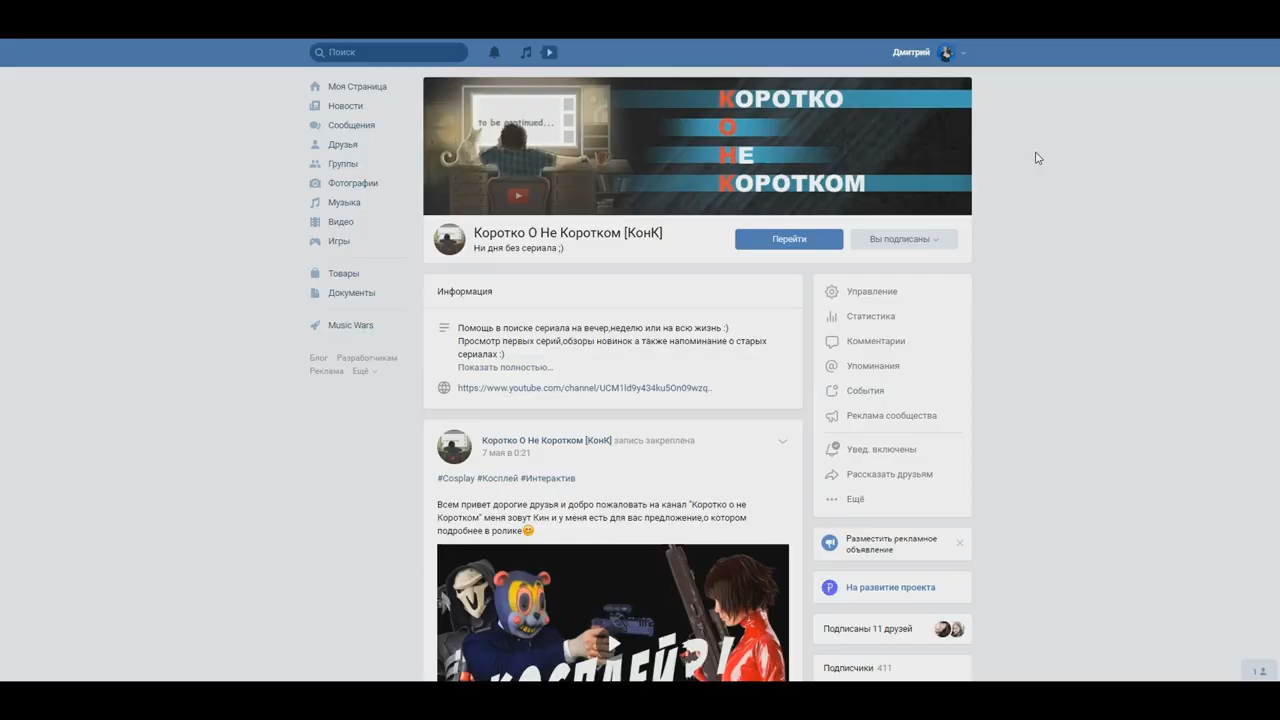 Поиск
Дмитрий
Моя Страница
Новости
Сообщения
Друзья
Группы
Фотографии
Музыка
Видео
Игры
Товары
Документы
Music Wars
Блог Разработчикам
Реклама Ещё
to be continued...
КОРОТКО
О
НЕ
КОРОТКОМ
Коротко О Не Коротком [КонК]
Ни дня без сериала ;)
Перейти
Вы подписаны
Информация
Помощь в поиске сериала на вечер,неделю или на всю жизнь :)
Просмотр первых серий,обзоры новинок а также напоминание о старых
сериалах :)
Показать полностью...
https://www.youtube.com/channel/UCM1ld9y434ku5On09wzq..
Коротко О Не Коротком [КонК] запись закреплена
7 мая в 0:21
#Cosplay #Косплей #Интерактив
Всем привет дорогие друзья и добро пожаловать на канал "Коротко о не
Коротком" меня зовут Кин и у меня есть для вас предложение,о котором
подробнее в ролике
КОСПЛЕЙ?!
Управление
Статистика
Комментарии
Упоминания
События
Реклама сообщества
Увед. включены
Рассказать друзьям
Ещё
Разместить рекламное
объявление
На развитие проекта
Подписаны 11 друзей
Подписчики 411
1